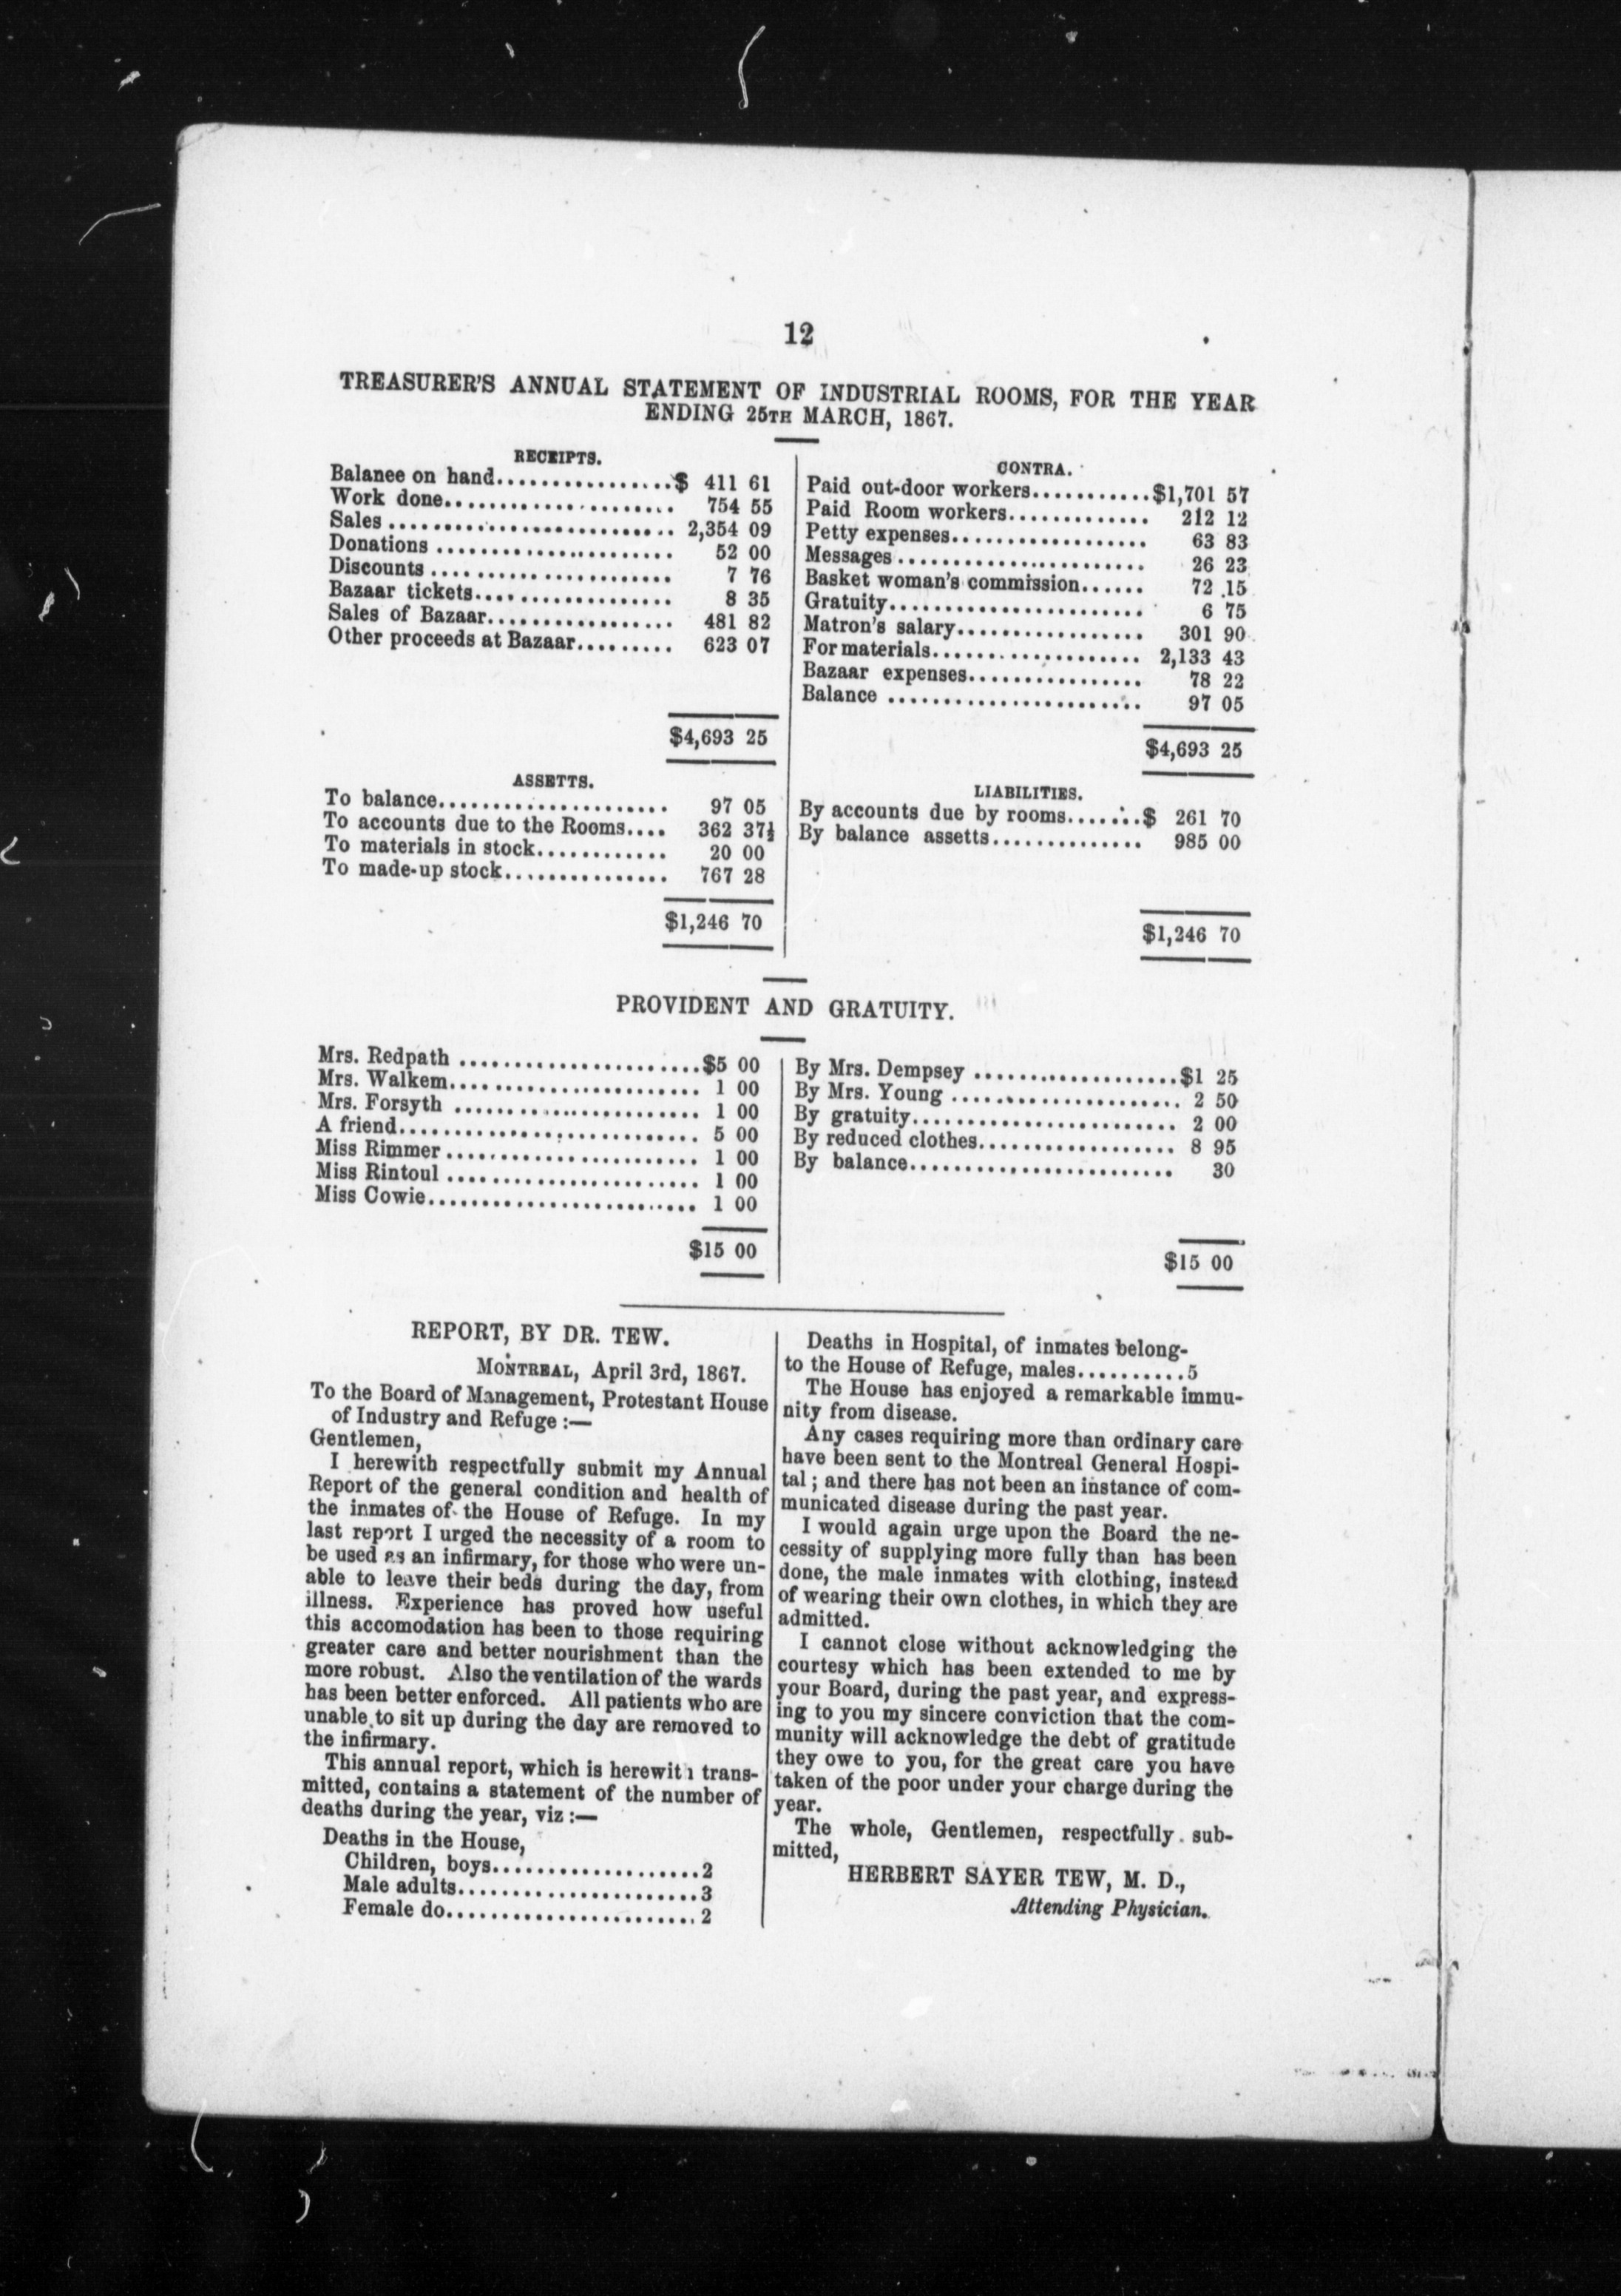 12
TREASURER'S ANNUAL STATEMENT OF INDUSTRIAL ROOMS, FOR THE YEAR
ENDING 25TH MARCH, 1867.
RECEIPTS.
Balanee on hand................$ 411 61
Work done..................... 754 55
Sales.......................... 2,354 09
Donations...................... 52 00
Discounts...................... 7 76
Bazaar tickets.................. 8 35
Sales of Bazaar................. 481 82
Other proceeds at Bazaar......... 623 07
$4,693 25
CONTRA.
Paid out-door workers...........$1,701 57
Paid Room workers............. 212 12
Petty expenses.................. 63 83
Messages....................... 26 23
Basket woman's commission...... 72 15
Gratuity....................... 6 75
Matron's salary................. 301 90
For materials................... 2,133 43
Bazaar expenses................ 78 22
Balance....................... 97 05
$4,693 25
ASSETTS.
To balance..................... 97 05
To accounts due to the Rooms.... 362 37½
To materials in stock............ 20 00
To made-up stock............... 767 28
$1,246 70
LIABILITIES.
By accounts due by rooms.......$ 261 70
By balance assetts.............. 985 00
$1,246 70
PROVIDENT AND GRATUITY.
Mrs. Redpath.......................$5 00
Mrs. Walkem....................... 1 00
Mrs. Forsyth....................... 1 00
A friend............................ 5 00
Miss Rimmer....................... 1 00
Miss Rintoul....................... 1 00
Miss Cowie......................... 1 00
$15 00
By Mrs. Dempsey...................$1 25
By Mrs. Young..................... 2 50
By gratuity......................... 2 00
By reduced clothes.................. 8 95
By balance......................... 30
$15 00
REPORT, BY DR. TEW.
MONTREAL, April 3rd, 1867.
To the Board of Management, Protestant House
of Industry and Refuge :—
Gentlemen,
I herewith respectfully submit my Annual
Report of the general condition and health of
the inmates of the House of Refuge. In my
last report I urged the necessity of a room to
be used as an infirmary, for those who were un-
able to leave their beds during the day, from
illness. Experience has proved how useful
this accomodation has been to those requiring
greater care and better nourishment than the
more robust. Also the ventilation of the wards
has been better enforced. All patients who are
unable to sit up during the day are removed to
the infirmary.
This annual report, which is herewith trans-
mitted, contains a statement of the number of
deaths during the year, viz :—
Deaths in the House,
Children, boys...................2
Male adults.......................3
Female do........................2
Deaths in Hospital, of inmates belong-
to the House of Refuge, males..........5
The House has enjoyed a remarkable immu-
nity from disease.
Any cases requiring more than ordinary care
have been sent to the Montreal General Hospi-
tal ; and there has not been an instance of com-
municated disease during the past year.
I would again urge upon the Board the ne-
cessity of supplying more fully than has been
done, the male inmates with clothing, instead
of wearing their own clothes, in which they are
admitted.
I cannot close without acknowledging the
courtesy which has been extended to me by
your Board, during the past year, and express-
ing to you my sincere conviction that the com-
munity will acknowledge the debt of gratitude
they owe to you, for the great care you have
taken of the poor under your charge during the
year.
The whole, Gentlemen, respectfully sub-
mitted,
HERBERT SAYER TEW, M. D.,
Attending Physician.